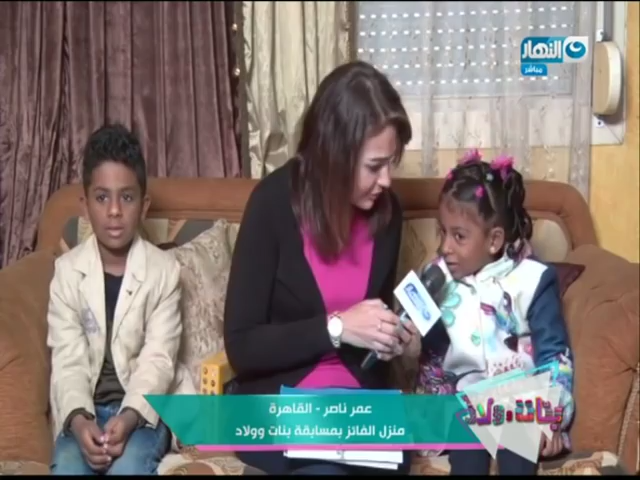 النهار
مباشر
عمر ناصر - القاهرة
منزل الفائز بمسابقة بنات وولاد
بنات وولاد